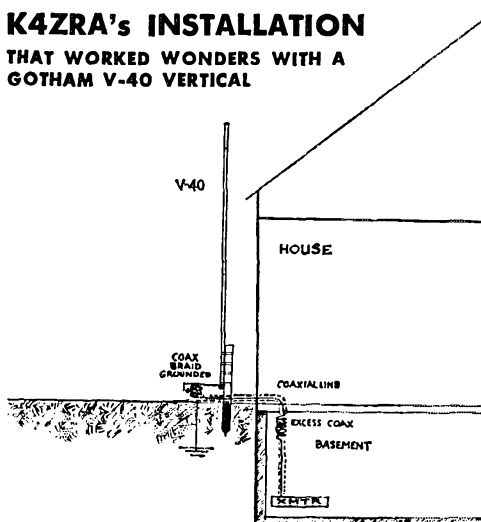 K4ZRA's INSTALLATION
THAT WORKED WONDERS WITH A
GOTHAM V-40 VERTICAL
V-40
HOUSE
COAX
BRAID
GROUNDED
COAXIAL LINE
EXCESS COAX
BASEMENT
XMTR